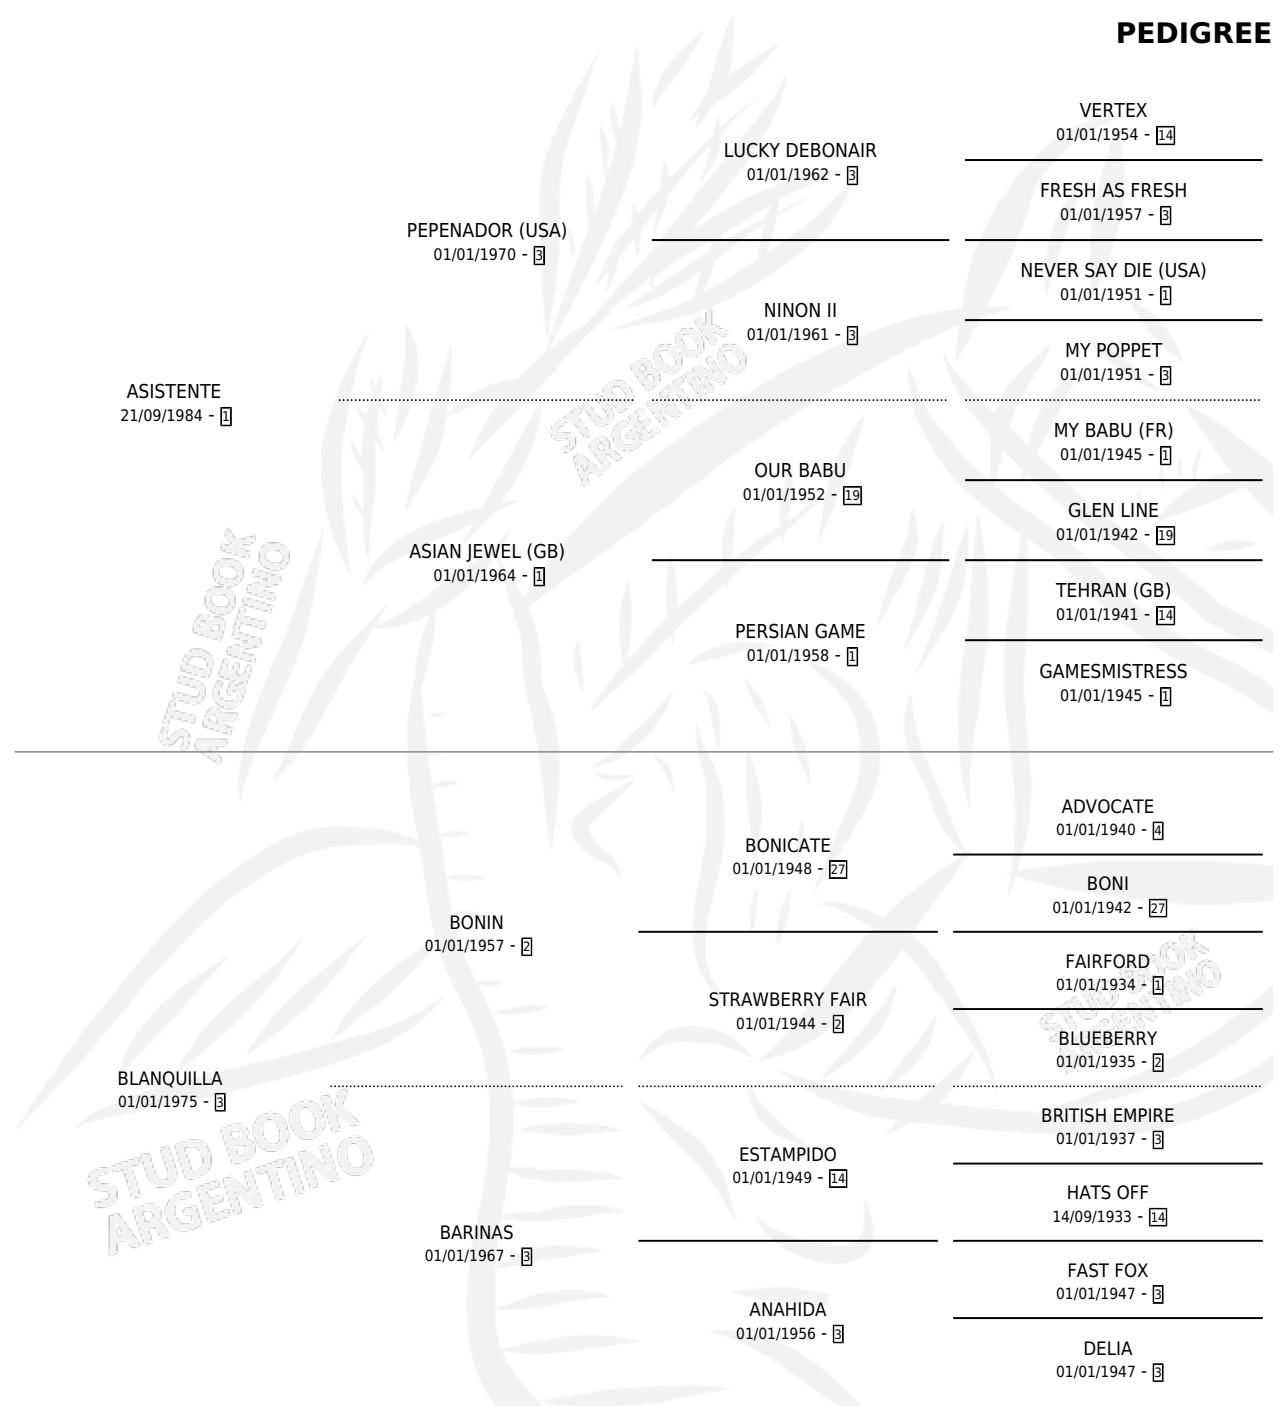 PEDIGREE
VERTEX
01/01/1954 - 14
LUCKY DEBONAIR
01/01/1962 - 3
FRESH AS FRESH
01/01/1957 - 3
PEPENADOR (USA)
01/01/1970 - 3
NEVER SAY DIE (USA)
01/01/1951 - 1
NINON II
01/01/1961 - 3
MY POPPET
01/01/1951 - 3
ASISTENTE
21/09/1984 - 1
MY BABU (FR)
01/01/1945 - 1
OUR BABU
01/01/1952 - 19
GLEN LINE
01/01/1942 - 19
ASIAN JEWEL (GB)
01/01/1964 - 1
TEHRAN (GB)
01/01/1941 - 14
PERSIAN GAME
01/01/1958 - 1
GAMESMISTRESS
01/01/1945 - 1
ADVOCATE
01/01/1940 - 4
BONICATE
01/01/1948 - 27
BONI
01/01/1942 - 27
BONIN
01/01/1957 - 2
FAIRFORD
01/01/1934 - 1
STRAWBERRY FAIR
01/01/1944 - 2
BLUEBERRY
01/01/1935 - 2
BLANQUILLA
01/01/1975 - 3
BRITISH EMPIRE
01/01/1937 - 3
ESTAMPIDO
01/01/1949 - 14
HATS OFF
14/09/1933 - 14
BARINAS
01/01/1967 - 3
FAST FOX
01/01/1947 - 3
ANAHIDA
01/01/1956 - 3
DELIA
01/01/1947 - 3
STUD BOOK
ARGENTINO
STUD BOOK
ARGENTINO
STUD BOOK
ARGENTINO
STUD BOOK
ARGENTINO